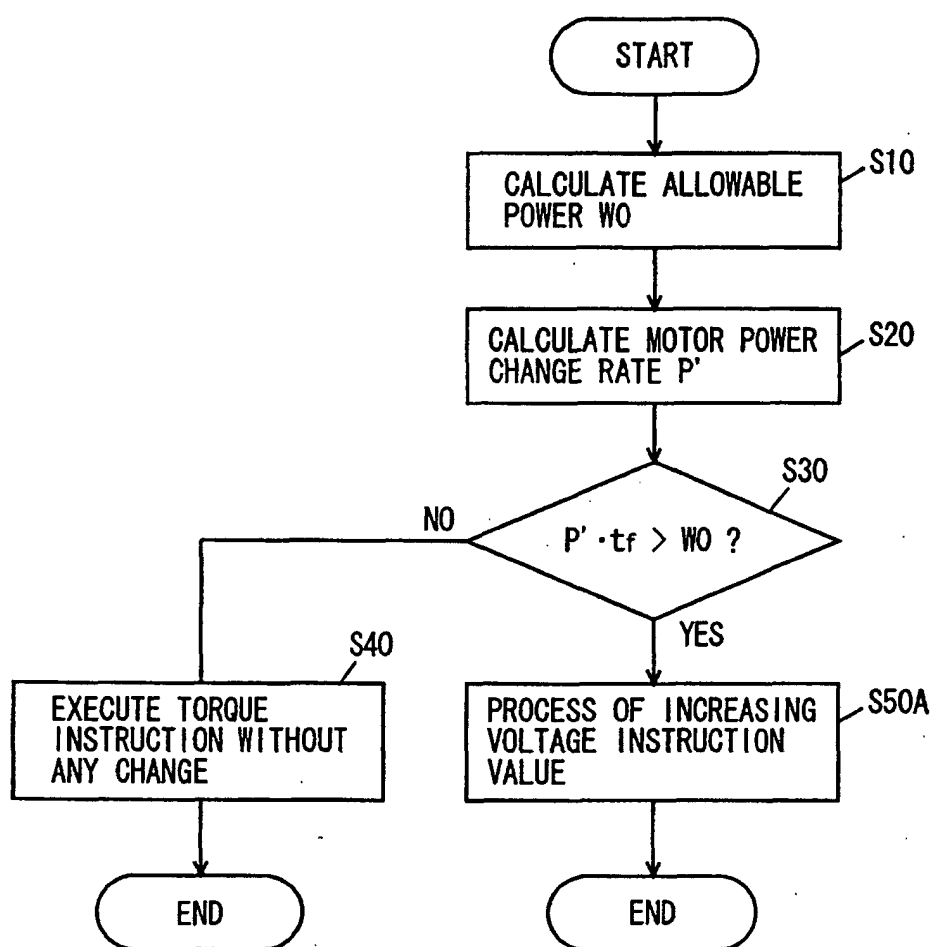 START
S10
CALCULATE ALLOWABLE
POWER WO
S20
CALCULATE MOTOR POWER
CHANGE RATE P'
S30
P'·tf > WO ?
NO
YES
S40
EXECUTE TORQUE
INSTRUCTION WITHOUT
ANY CHANGE
S50A
PROCESS OF INCREASING
VOLTAGE INSTRUCTION
VALUE
END
END